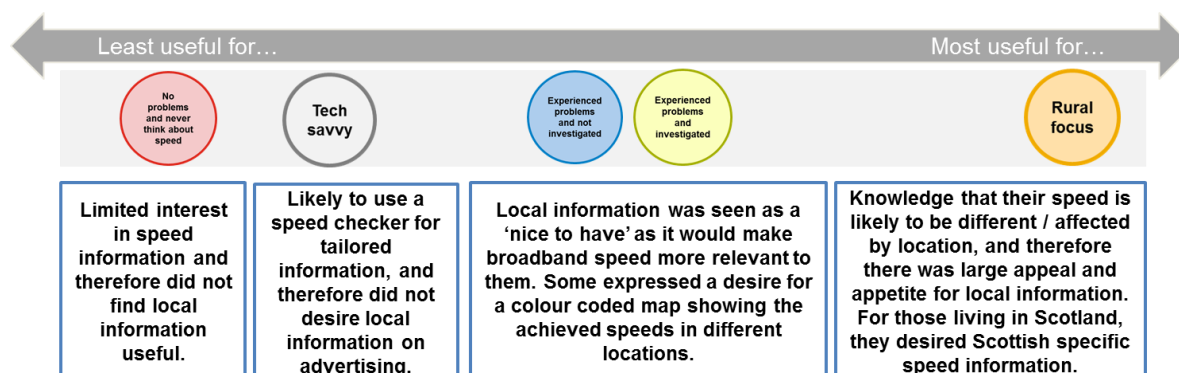 Least useful for…
Most useful for…
No
problems
and never
think about
speed
Tech
savvy
Experienced
problems
and not
investigated
Experienced
problems
and
investigated
Rural
focus
Limited interest
in speed
information and
therefore did not
find local
information
useful.
Likely to use a
speed checker for
tailored
information, and
therefore did not
desire local
information on
advertising.
Local information was seen as a
‘nice to have’ as it would make
broadband speed more relevant to
them. Some expressed a desire for
a colour coded map showing the
achieved speeds in different
locations.
Knowledge that their speed is
likely to be different / affected
by location, and therefore
there was large appeal and
appetite for local information.
For those living in Scotland,
they desired Scottish specific
speed information.